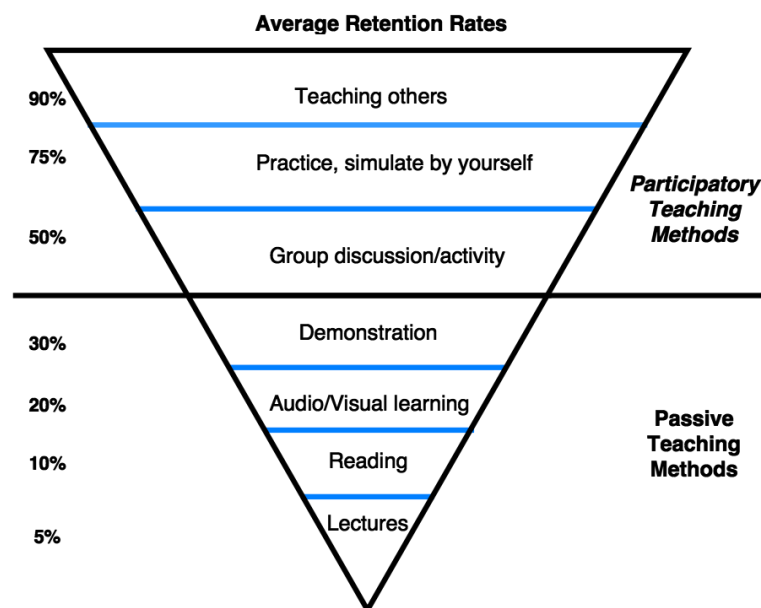 Average Retention Rates
90%
Teaching others
75%
Practice, simulate by yourself
Participatory
Teaching
Methods
50%
Group discussion/activity
30%
Demonstration
20%
Audio/Visual learning
Passive
Teaching
Methods
10%
Reading
5%
Lectures